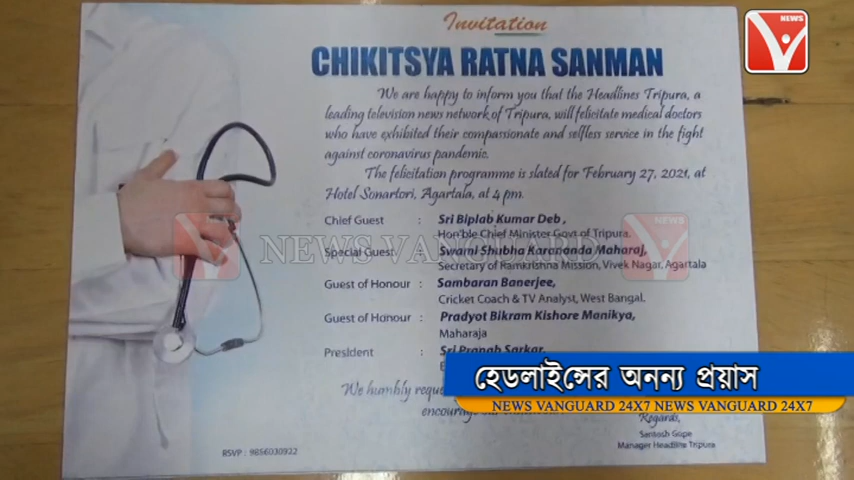 NEWS
V
Invitation
CHIKITSYA RATNA SANMAN
We are happy to inform you that the Headlines Tripura, a
leading television news network of Tripura, will felicitate medical doctors
who have exhibited their compassionate and selfless service in the fight
against coronavirus pandemic.
The felicitation programme is slated for February 27, 2021, at
Hotel Sonartori, Agartala, at 4 pm.
Chief Guest : Sri Biplab Kumar Deb ,
Hon'ble Chief Minister Govt of Tripura.
NEWS VANGUARD
NEWS
Special Guest : Swami Shubha Karananda Maharaj,
Secretary of Ramkrishna Mission, Vivek Nagar, Agartala
Guest of Honour : Sambaran Banerjee,
Cricket Coach & TV Analyst, West Bangal.
Guest of Honour : Pradyot Bikram Kishore Manikya,
Maharaja
President : Sri Pranab Sarkar,
We humbly
হেডলাইন্সের অনন্য প্রয়াস
NEWS VANGUARD 24X7 NEWS VANGUARD 24X7
Regards,
Santosh Gope
Manager Headline Tripura
RSVP : 9856030922